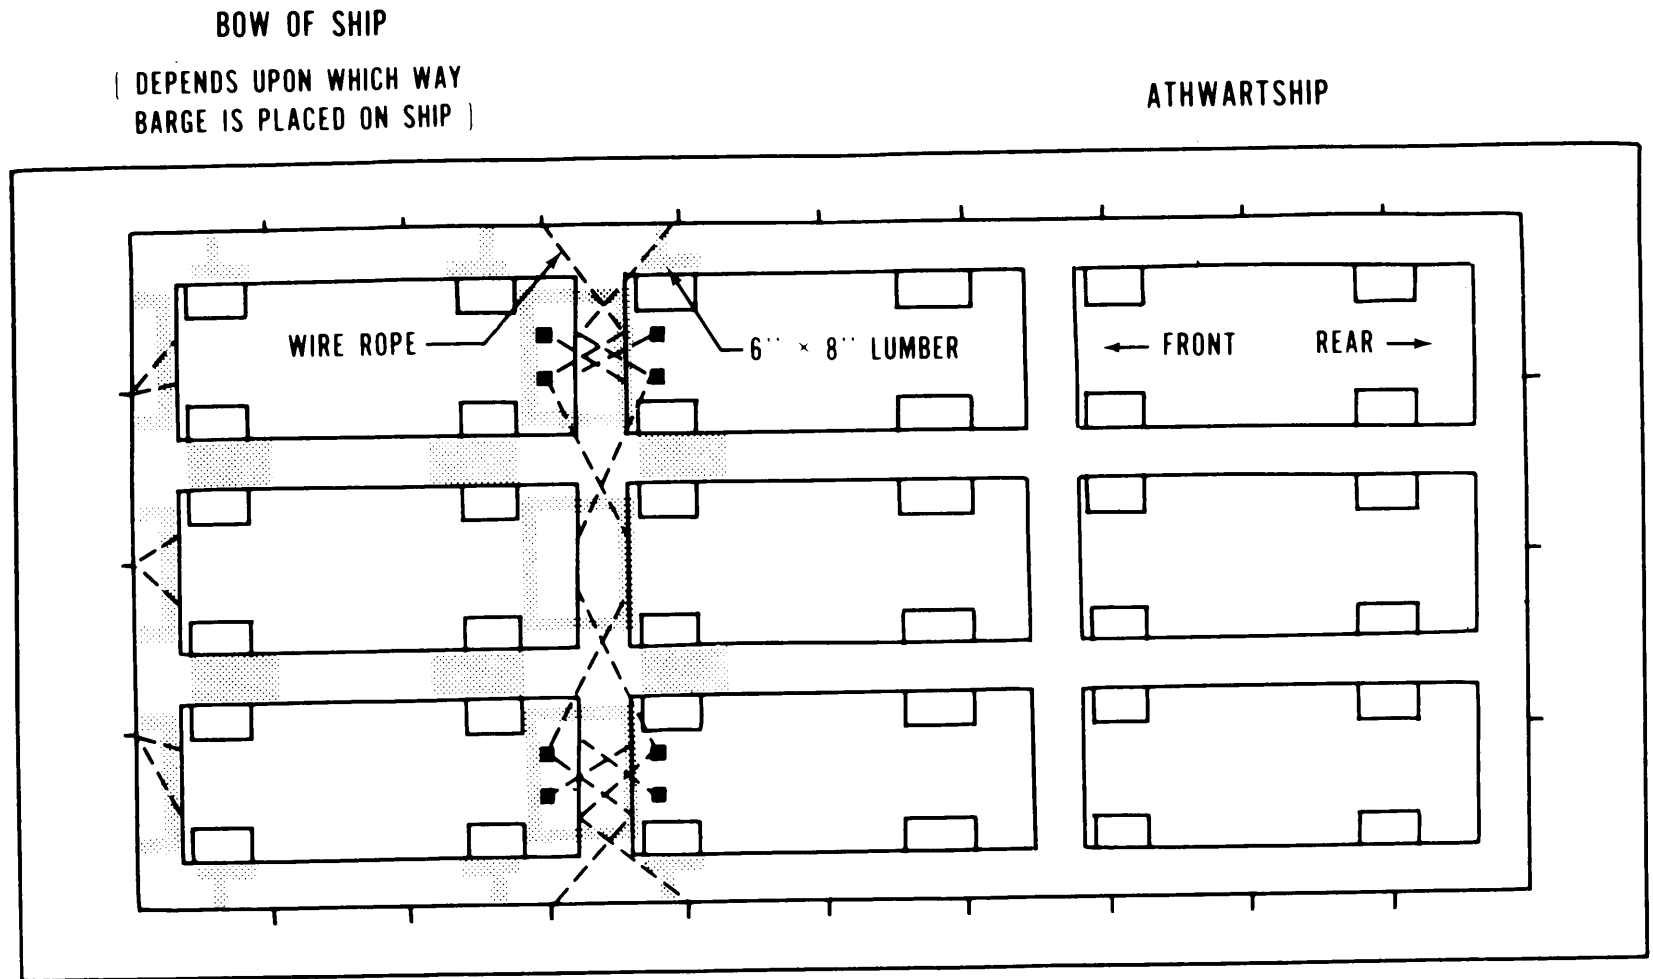 BOW OF SHIP
( DEPENDS UPON WHICH WAY
BARGE IS PLACED ON SHIP )
ATHWARTSHIP
WIRE ROPE
6'' × 8'' LUMBER
FRONT
REAR